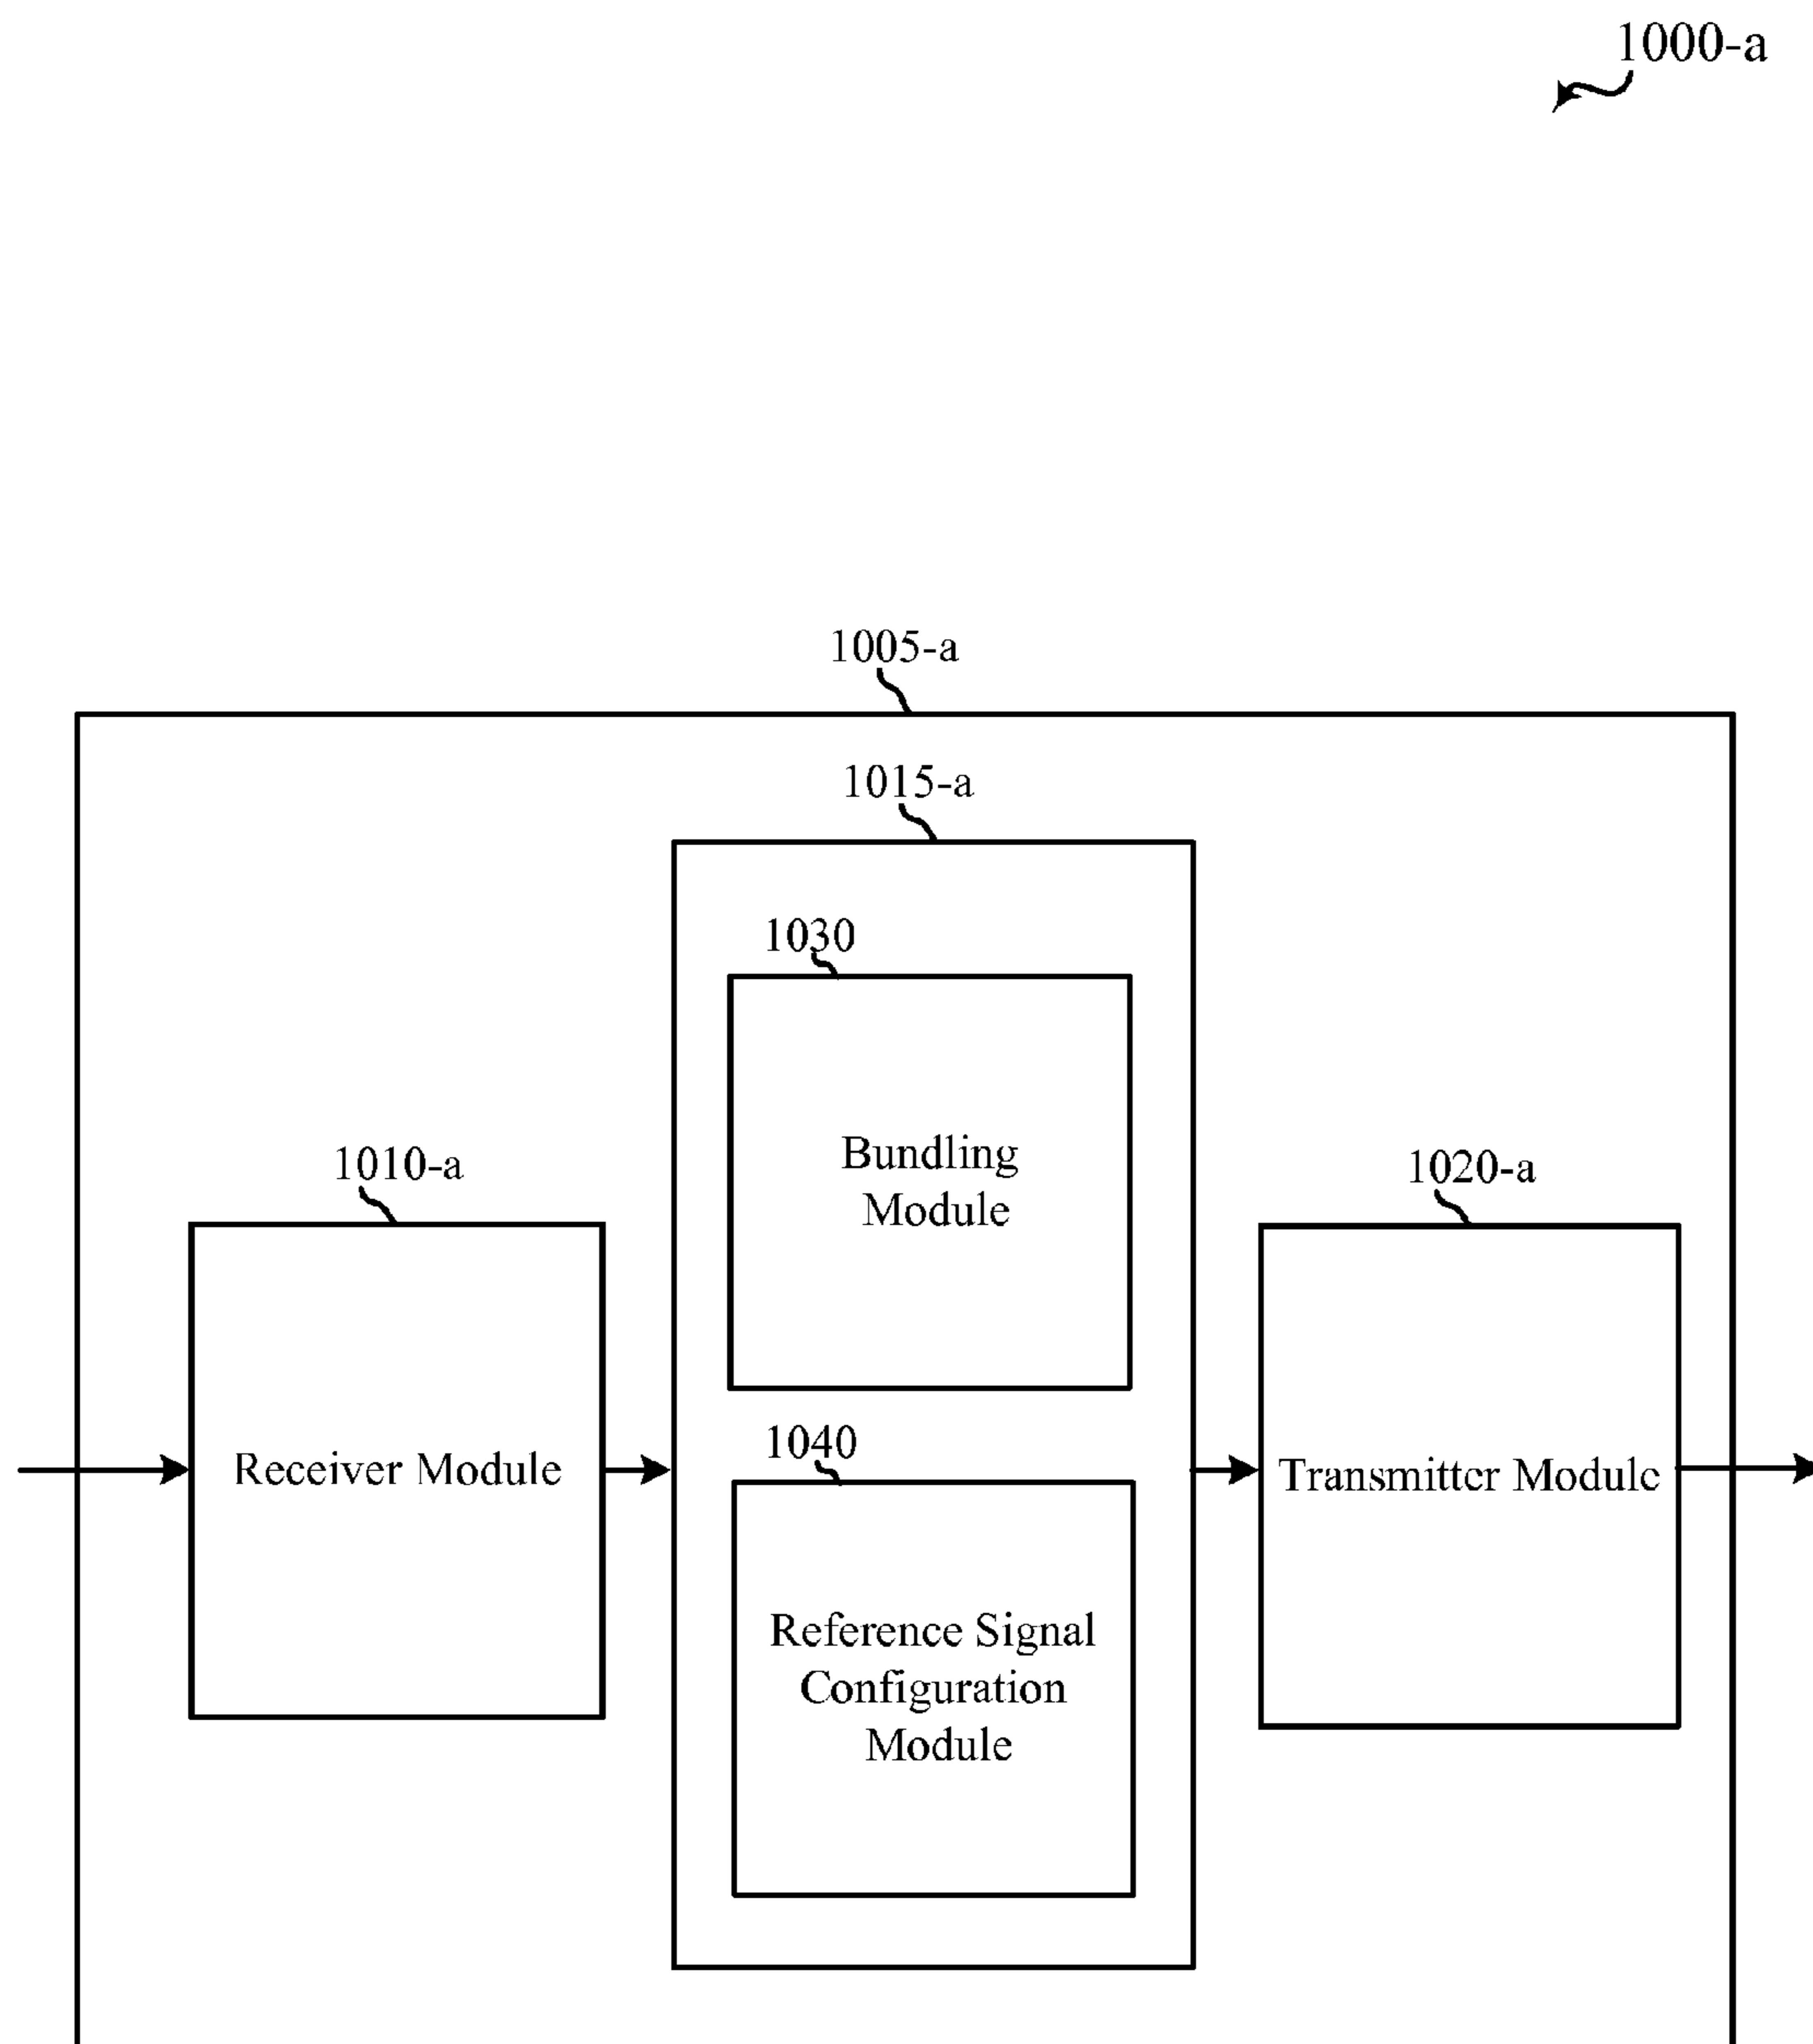 1000-a
1005-a
1015-a
1030
Bundling
Module
1010-a
Receiver Module
1040
Reference Signal
Configuration
Module
1020-a
Transmitter Module